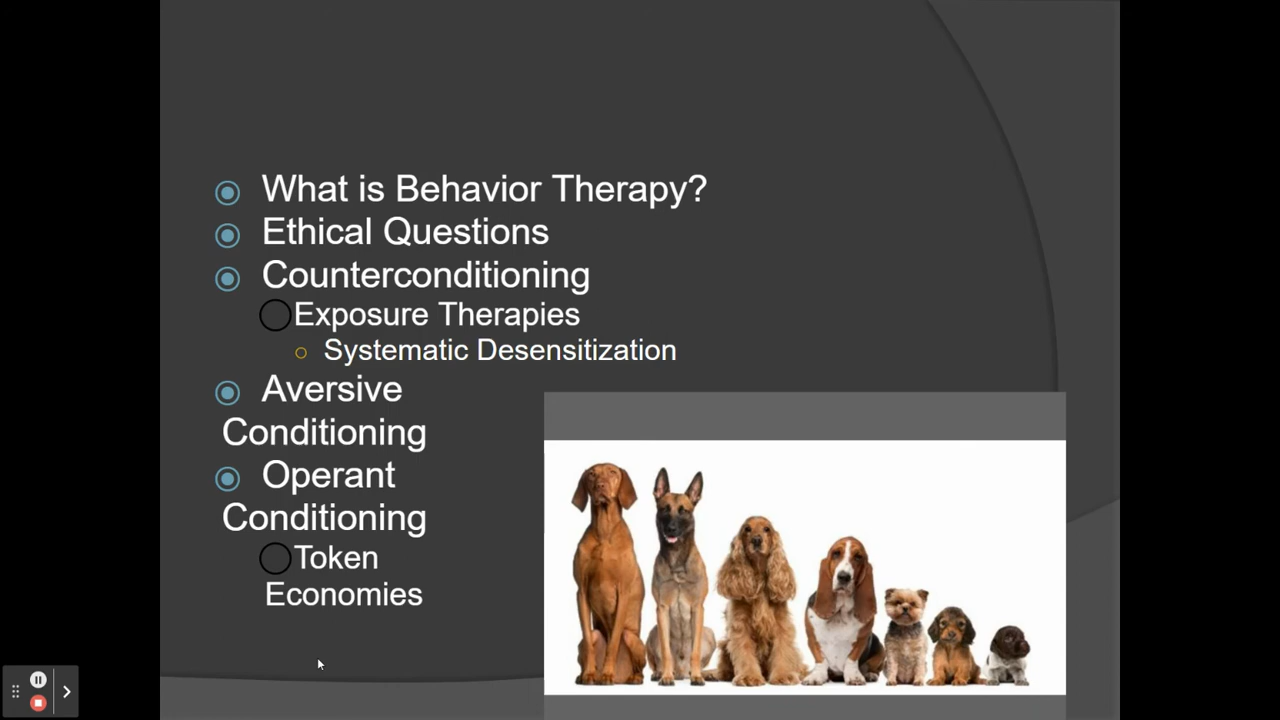 What is Behavior Therapy?
Ethical Questions
Counterconditioning
Exposure Therapies
Systematic Desensitization
Aversive
Conditioning
Operant
Conditioning
Token
Economies